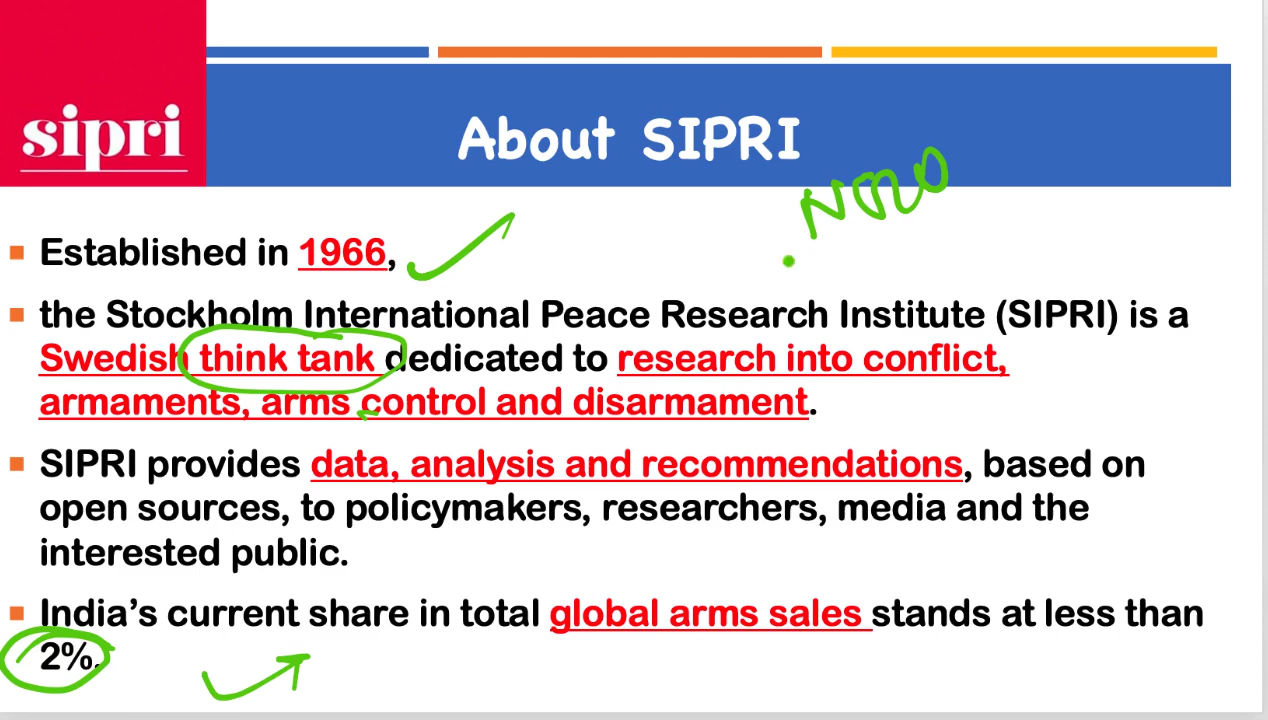 sipri
About SIPRI
Established in 1966,
the Stockholm International Peace Research Institute (SIPRI) is a
Swedish think tank dedicated to research into conflict,
armaments, arms control and disarmament.
SIPRI provides data, analysis and recommendations, based on
open sources, to policymakers, researchers, media and the
interested public.
India’s current share in total global arms sales stands at less than
2%.